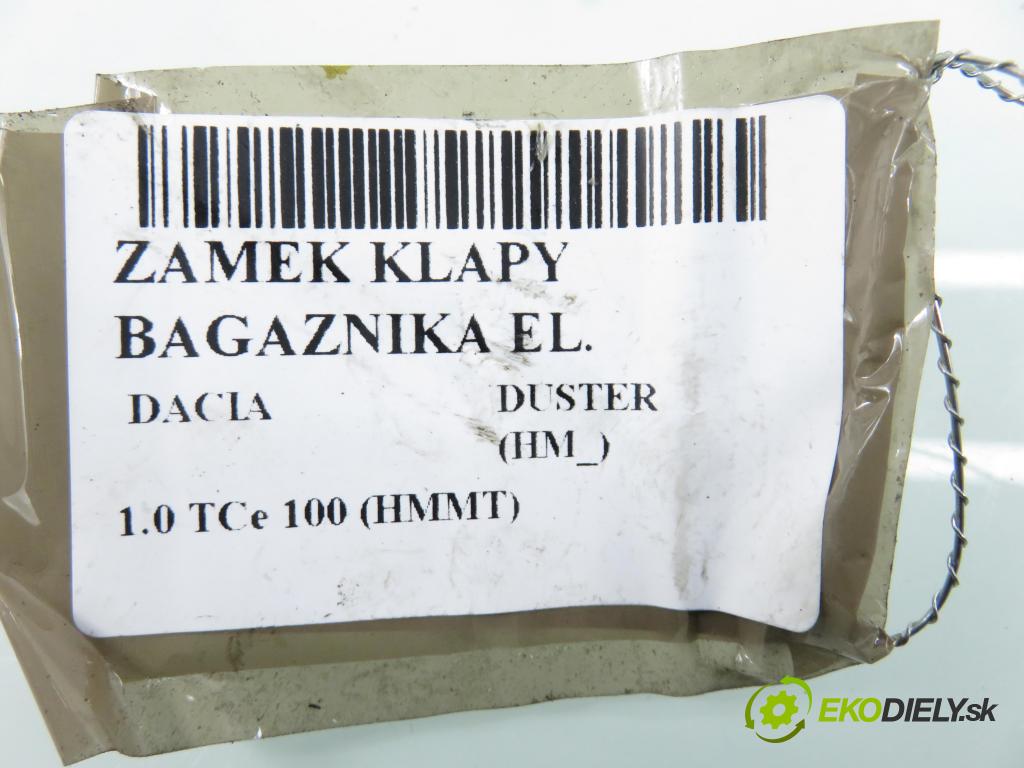 ZAMEK KLAPY
BAGAZNIKA EL.
DACIA DUSTER
(HM_)
1.0 TCe 100 (HMMT)
EKODIELY.sk